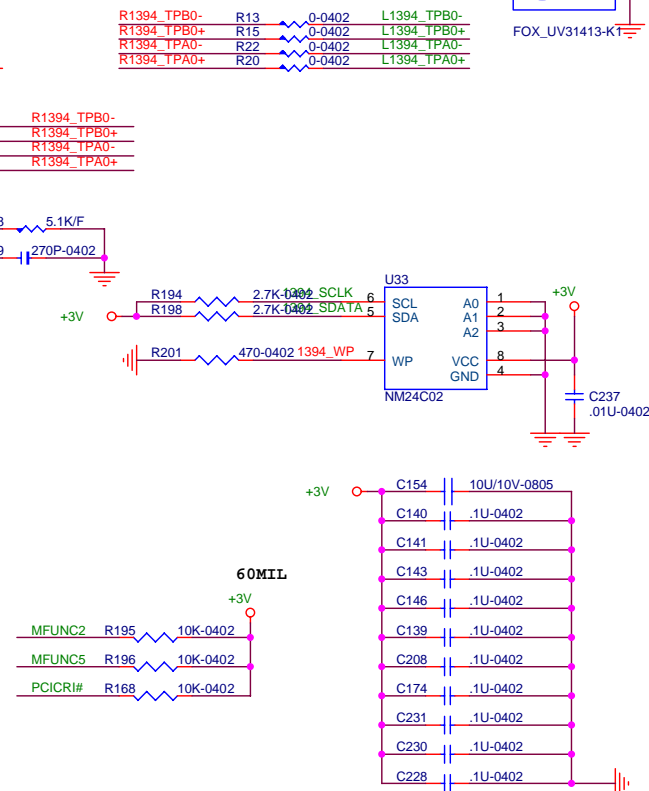 R1394_TPB0- R13 0-0402 L1394_TPB0-
R1394_TPB0+ R15 0-0402 L1394_TPB0+
R1394_TPA0- R22 0-0402 L1394_TPA0-
R1394_TPA0+ R20 0-0402 L1394_TPA0+
FOX_UV31413-K1
R1394_TPB0-
R1394_TPB0+
R1394_TPA0-
R1394_TPA0+
5.1K/F
270P-0402
U33
+3V
R194 2.7K-0402 1394_SCLK 6 SCL A0 1
R198 2.7K-0402 1394_SDATA 5 SDA A1 2
A2 3
+3V
R201 470-0402 1394_WP 7 WP VCC 8
GND 4
NM24C02
C237
.01U-0402
+3V
C154 10U/10V-0805
C140 .1U-0402
C141 .1U-0402
C143 .1U-0402
C146 .1U-0402
C139 .1U-0402
C208 .1U-0402
C174 .1U-0402
C231 .1U-0402
C230 .1U-0402
C228 .1U-0402
60MIL
+3V
MFUNC2 R195 10K-0402
MFUNC5 R196 10K-0402
PCICRI# R168 10K-0402